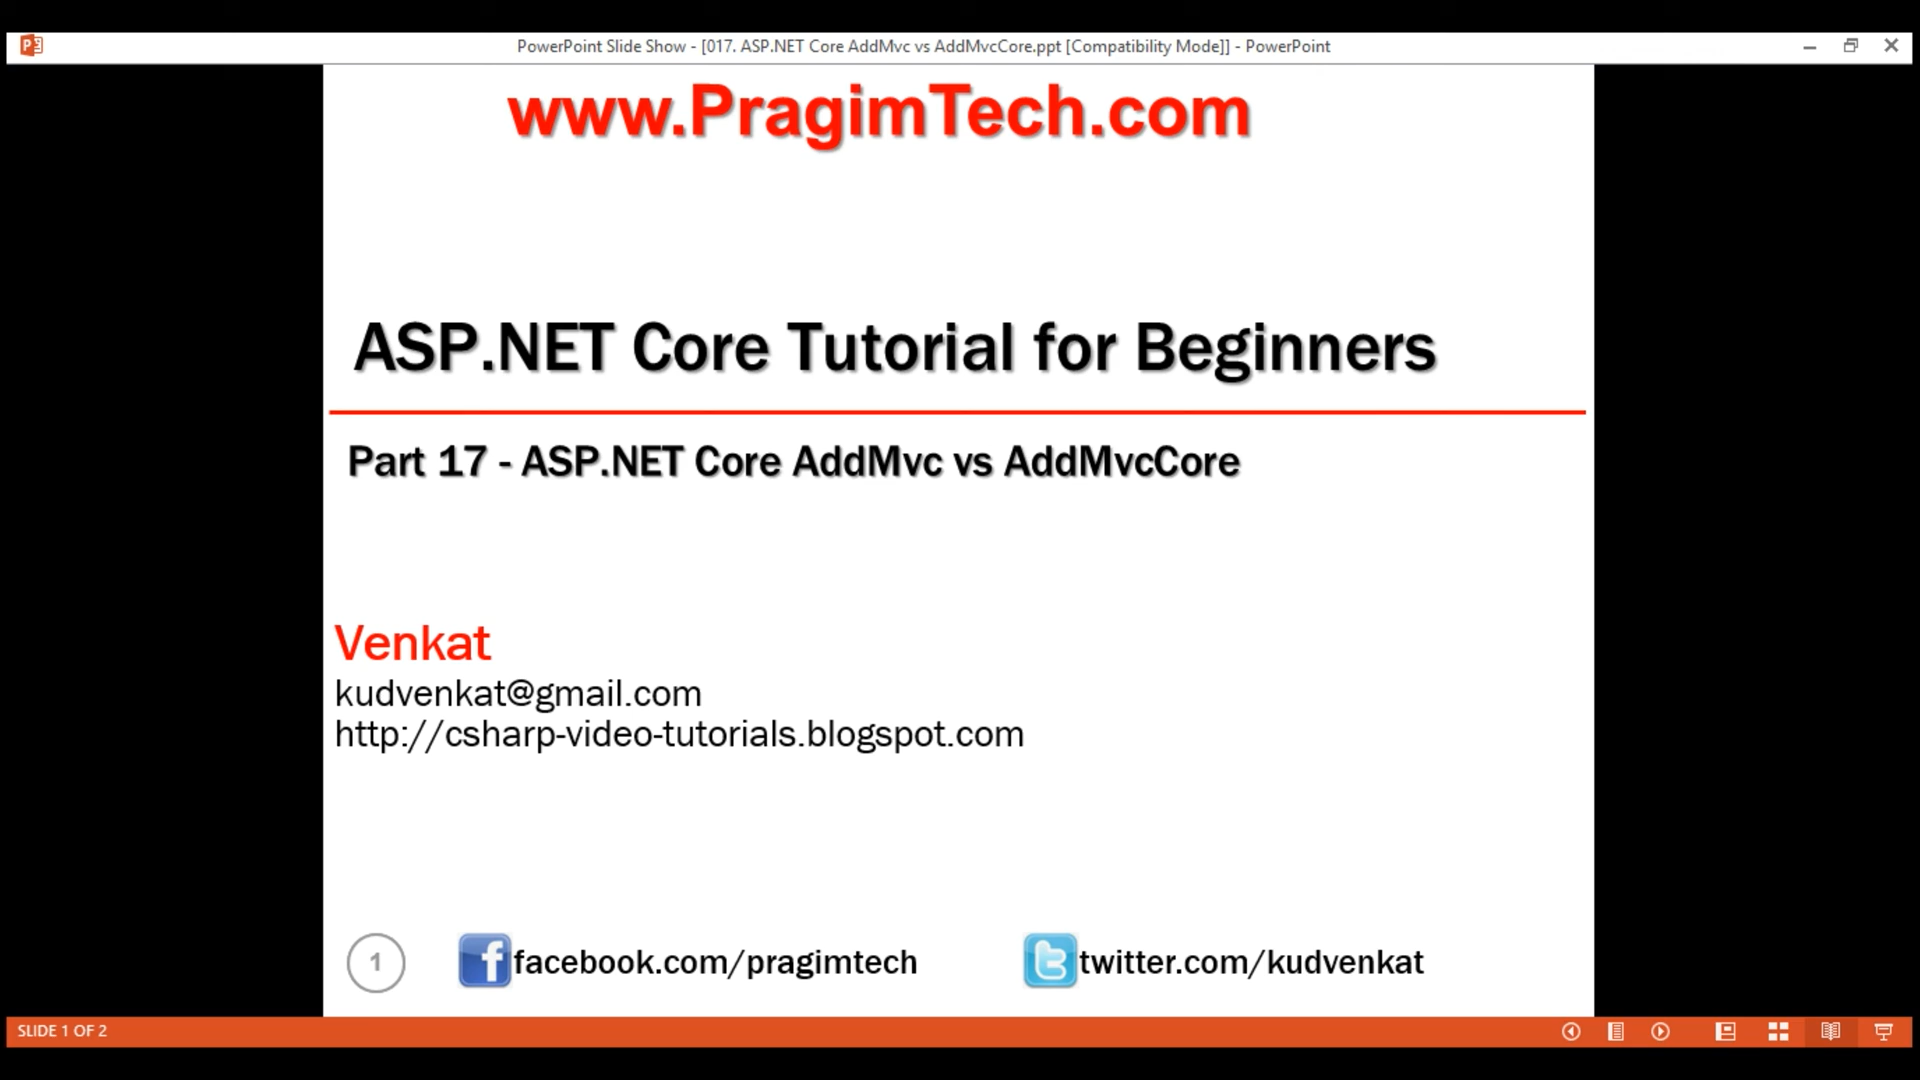 PowerPoint Slide Show - [017. ASP.NET Core AddMvc vs AddMvcCore.ppt [Compatibility Mode]] - PowerPoint
www.PragimTech.com
ASP.NET Core Tutorial for Beginners
Part 17 - ASP.NET Core AddMvc vs AddMvcCore
Venkat
kudvenkat@gmail.com
http://csharp-video-tutorials.blogspot.com
1 facebook.com/pragimtech twitter.com/kudvenkat
SLIDE 1 OF 2